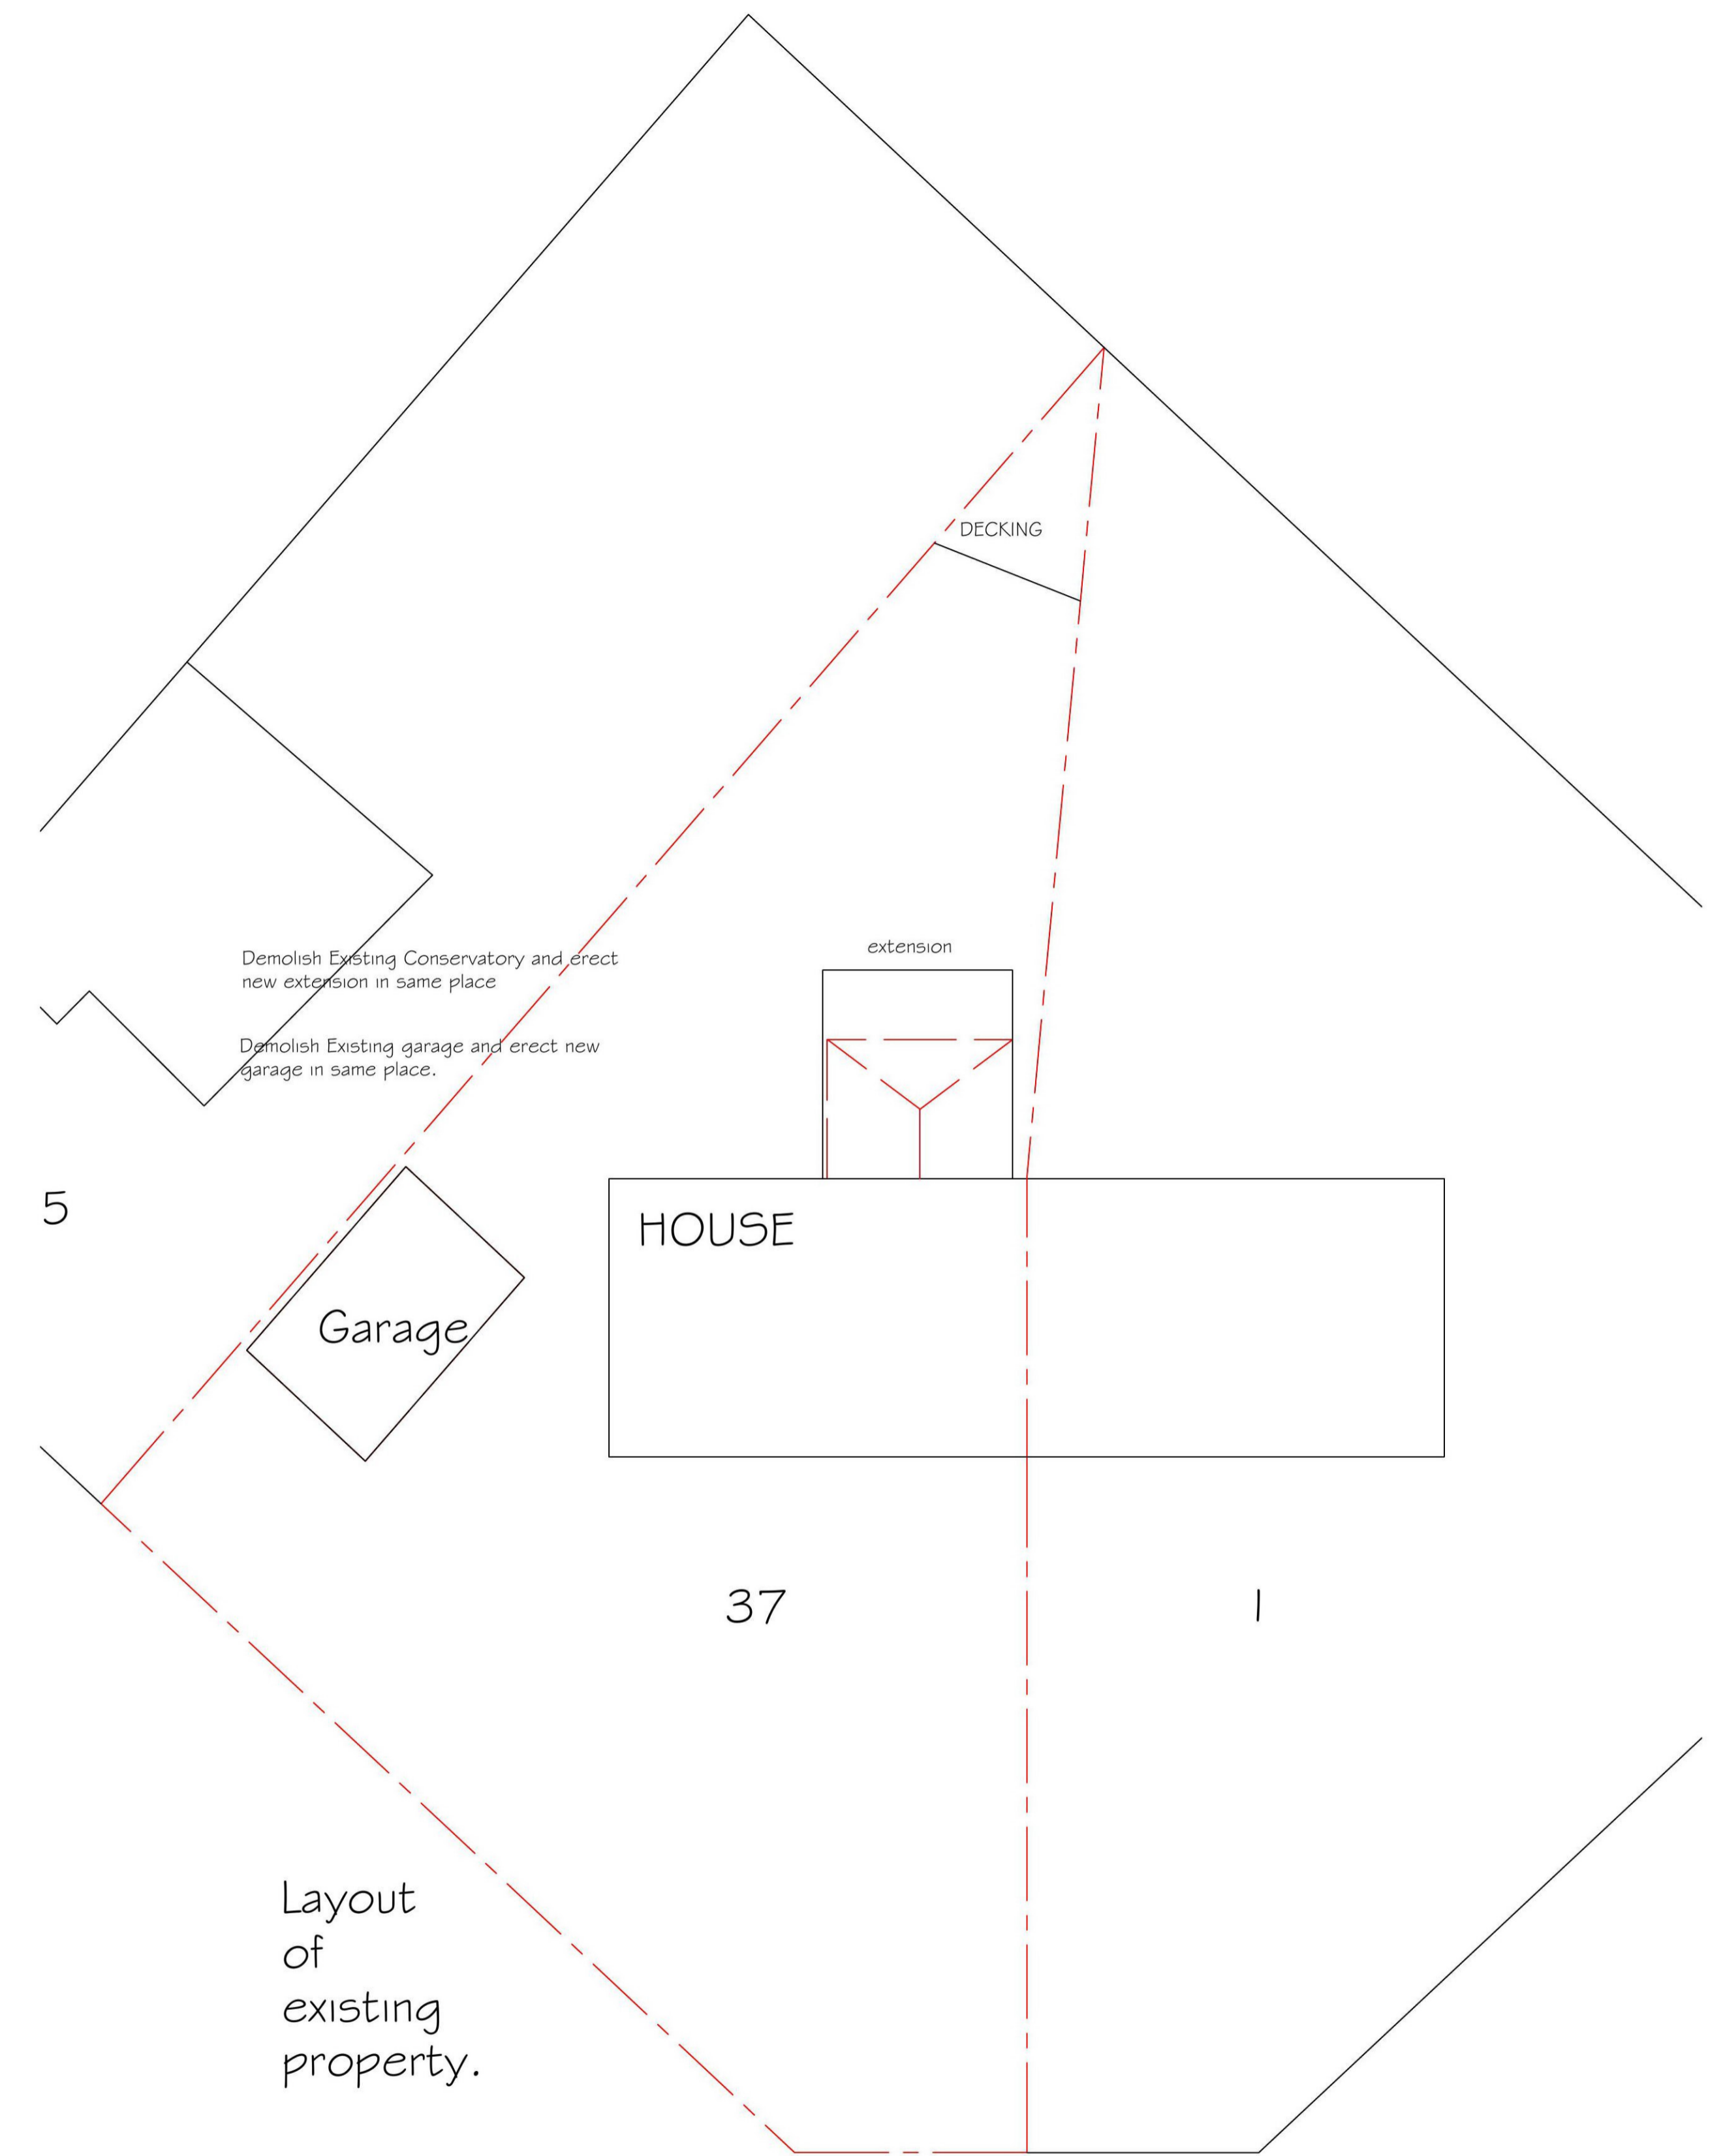 DECKING
extension
Demolish Existing Conservatory and erect
new extension in same place
Demolish Existing garage and erect new
garage in same place.
5
HOUSE
Garage
37
1
Layout
of
existing
property.